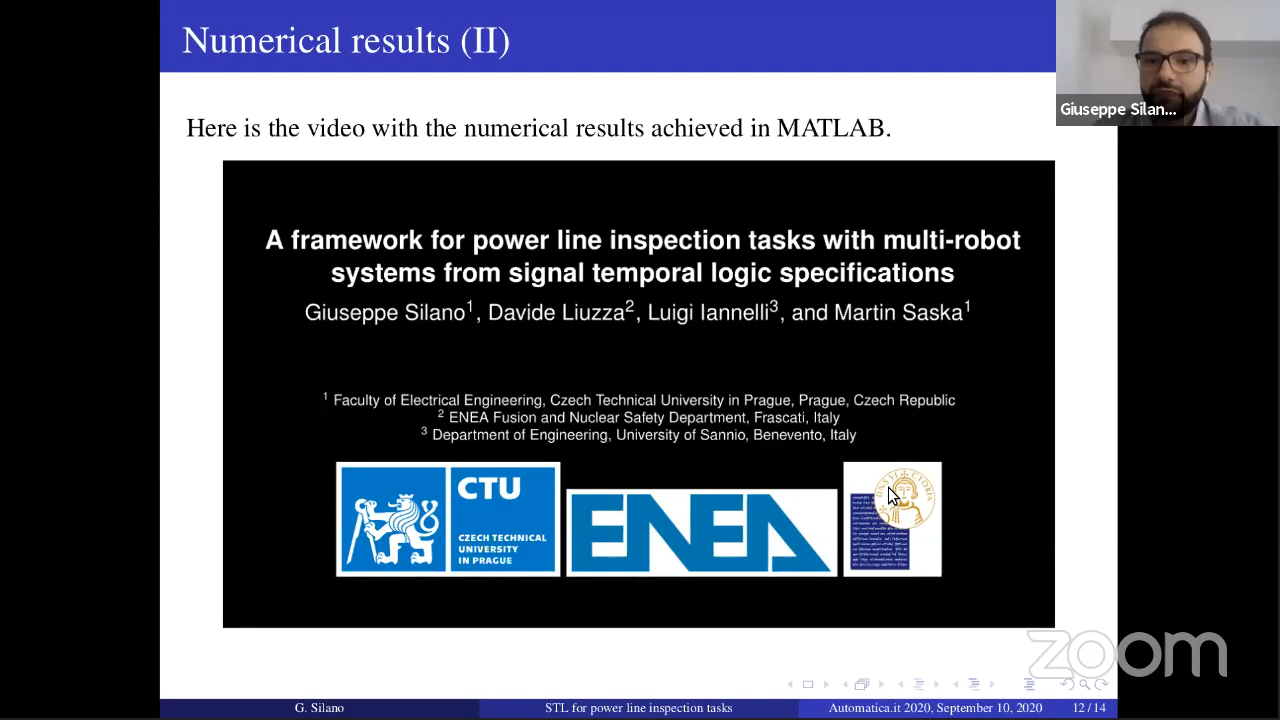 Numerical results (II)
Giuseppe Silan...
Here is the video with the numerical results achieved in MATLAB.
A framework for power line inspection tasks with multi-robot
systems from signal temporal logic specifications
Giuseppe Silano1, Davide Liuzza2, Luigi Iannelli3, and Martin Saska1
1 Faculty of Electrical Engineering, Czech Technical University in Prague, Prague, Czech Republic
2 ENEA Fusion and Nuclear Safety Department, Frascati, Italy
3 Department of Engineering, University of Sannio, Benevento, Italy
CTU
CZECH TECHNICAL
UNIVERSITY
IN PRAGUE
ENEA
zoom
G. Silano
STL for power line inspection tasks
Automatica.it 2020, September 10, 2020
12 / 14